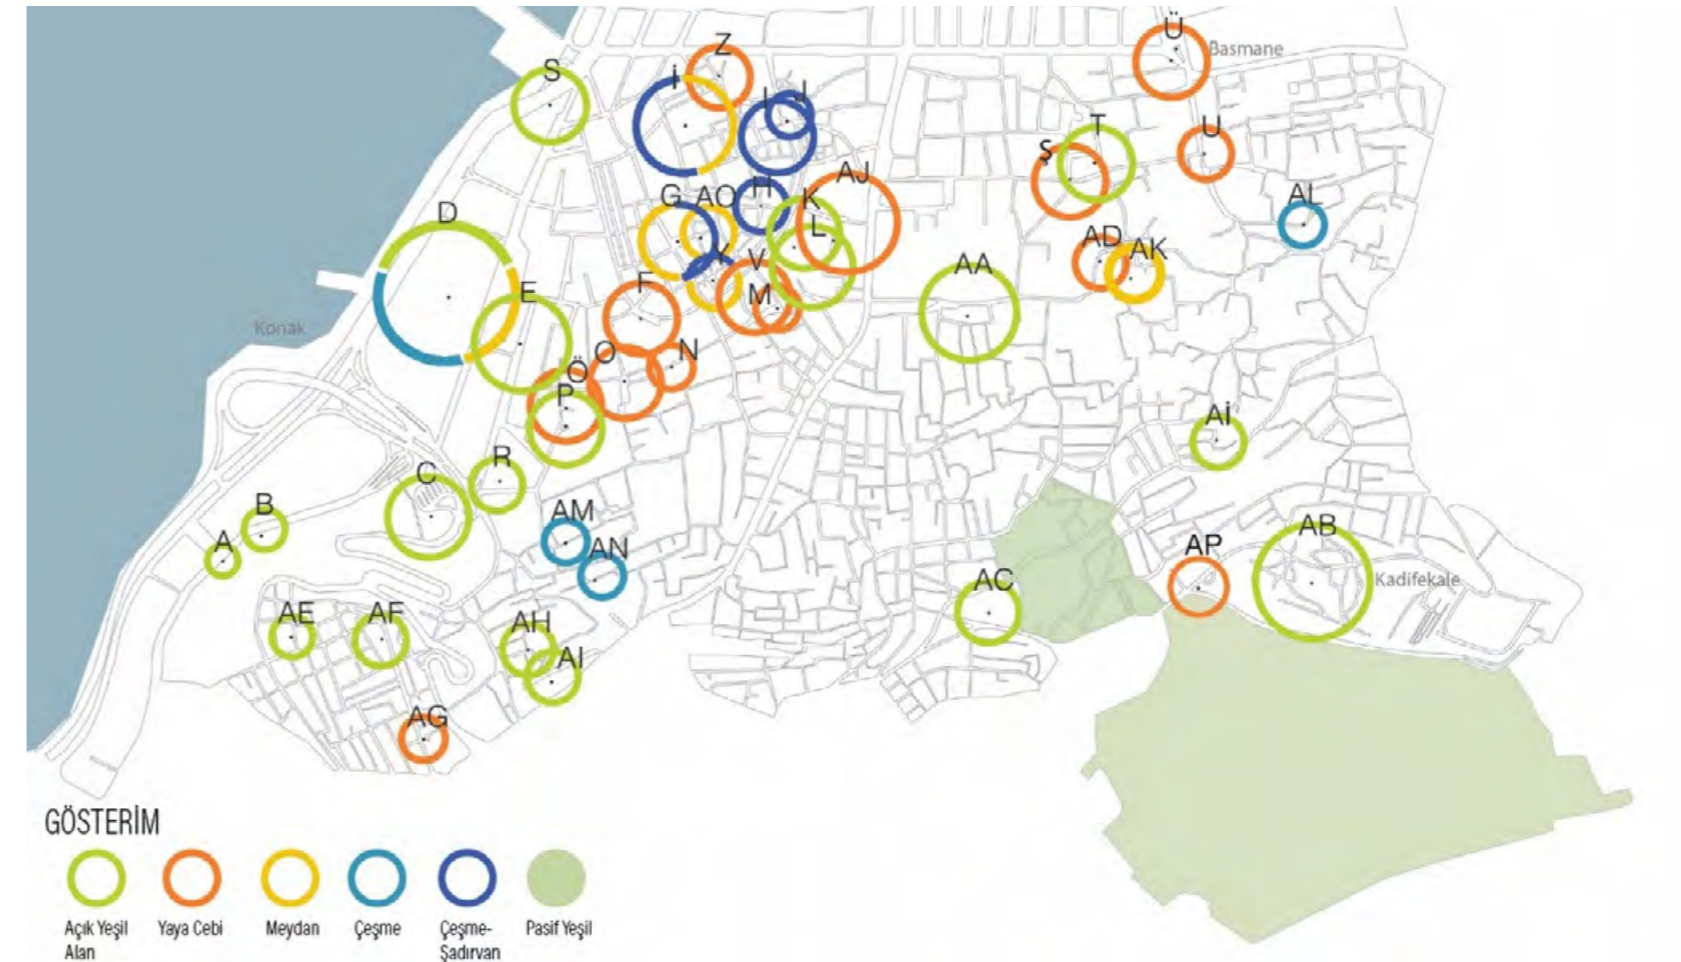 Z
Ü
Basmane
S
İ
I
J
T
U
Ş
AJ
H
G
AO
K
AL
D
L
AD
AK
Y
V
AA
F
E
M
Konak
O
N
Ö
P
Aİ
R
C
B
AM
AB
A
AN
AP
AC
Kadifekale
AE
AF
AH
AI
AG
GÖSTERİM
Açık Yeşil
Alan
Yaya Cebi
Meydan
Çeşme
Çeşme-
Şadırvan
Pasif Yeşil